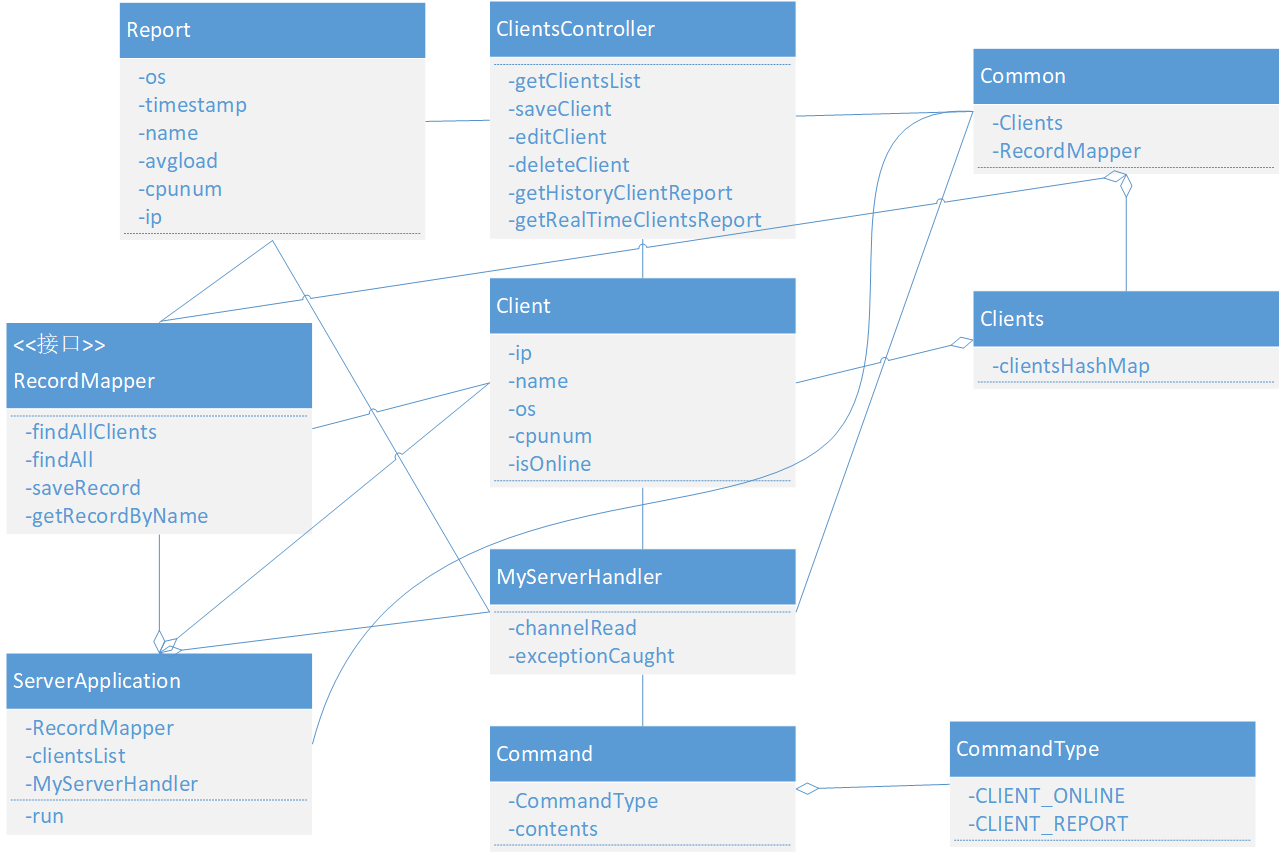 Report
-os
-timestamp
-name
-avgload
-cpunum
-ip
ClientsController
-getClientsList
-saveClient
-editClient
-deleteClient
-getHistoryClientReport
-getRealTimeClientsReport
Common
-Clients
-RecordMapper
<<接口>>
RecordMapper
-findAllClients
-findAll
-saveRecord
-getRecordByName
Client
-ip
-name
-os
-cpunum
-isOnline
Clients
-clientsHashMap
MyServerHandler
-channelRead
-exceptionCaught
ServerApplication
-RecordMapper
-clientsList
-MyServerHandler
-run
Command
-CommandType
-contents
CommandType
-CLIENT_ONLINE
-CLIENT_REPORT